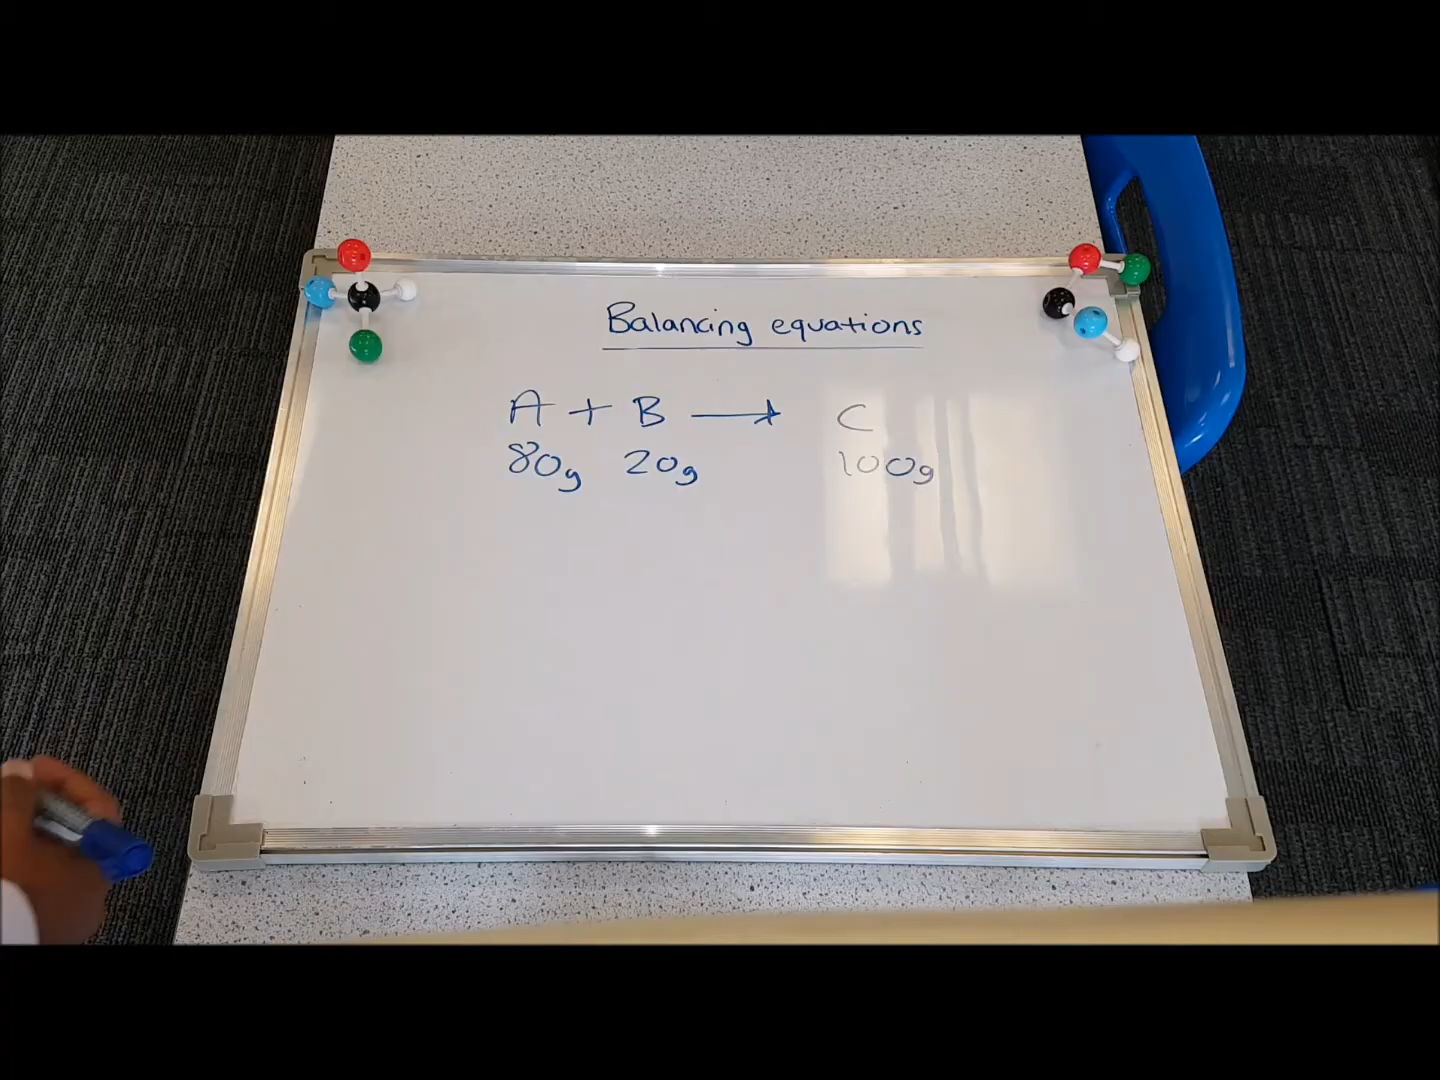 Balancing equations
A + B → C
80g 20g 100g